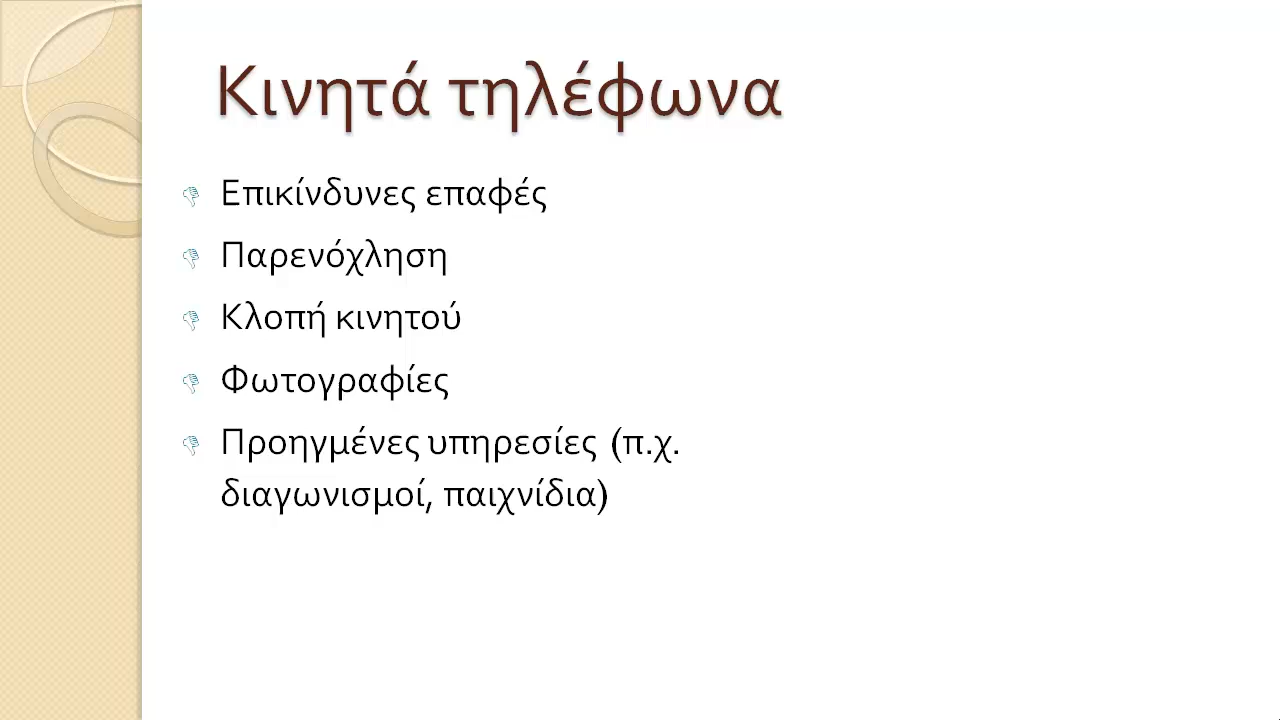 Κινητά τηλέφωνα
Επικίνδυνες επαφές
Παρενόχληση
Κλοπή κινητού
Φωτογραφίες
Προηγμένες υπηρεσίες (π.χ.
διαγωνισμοί, παιχνίδια)